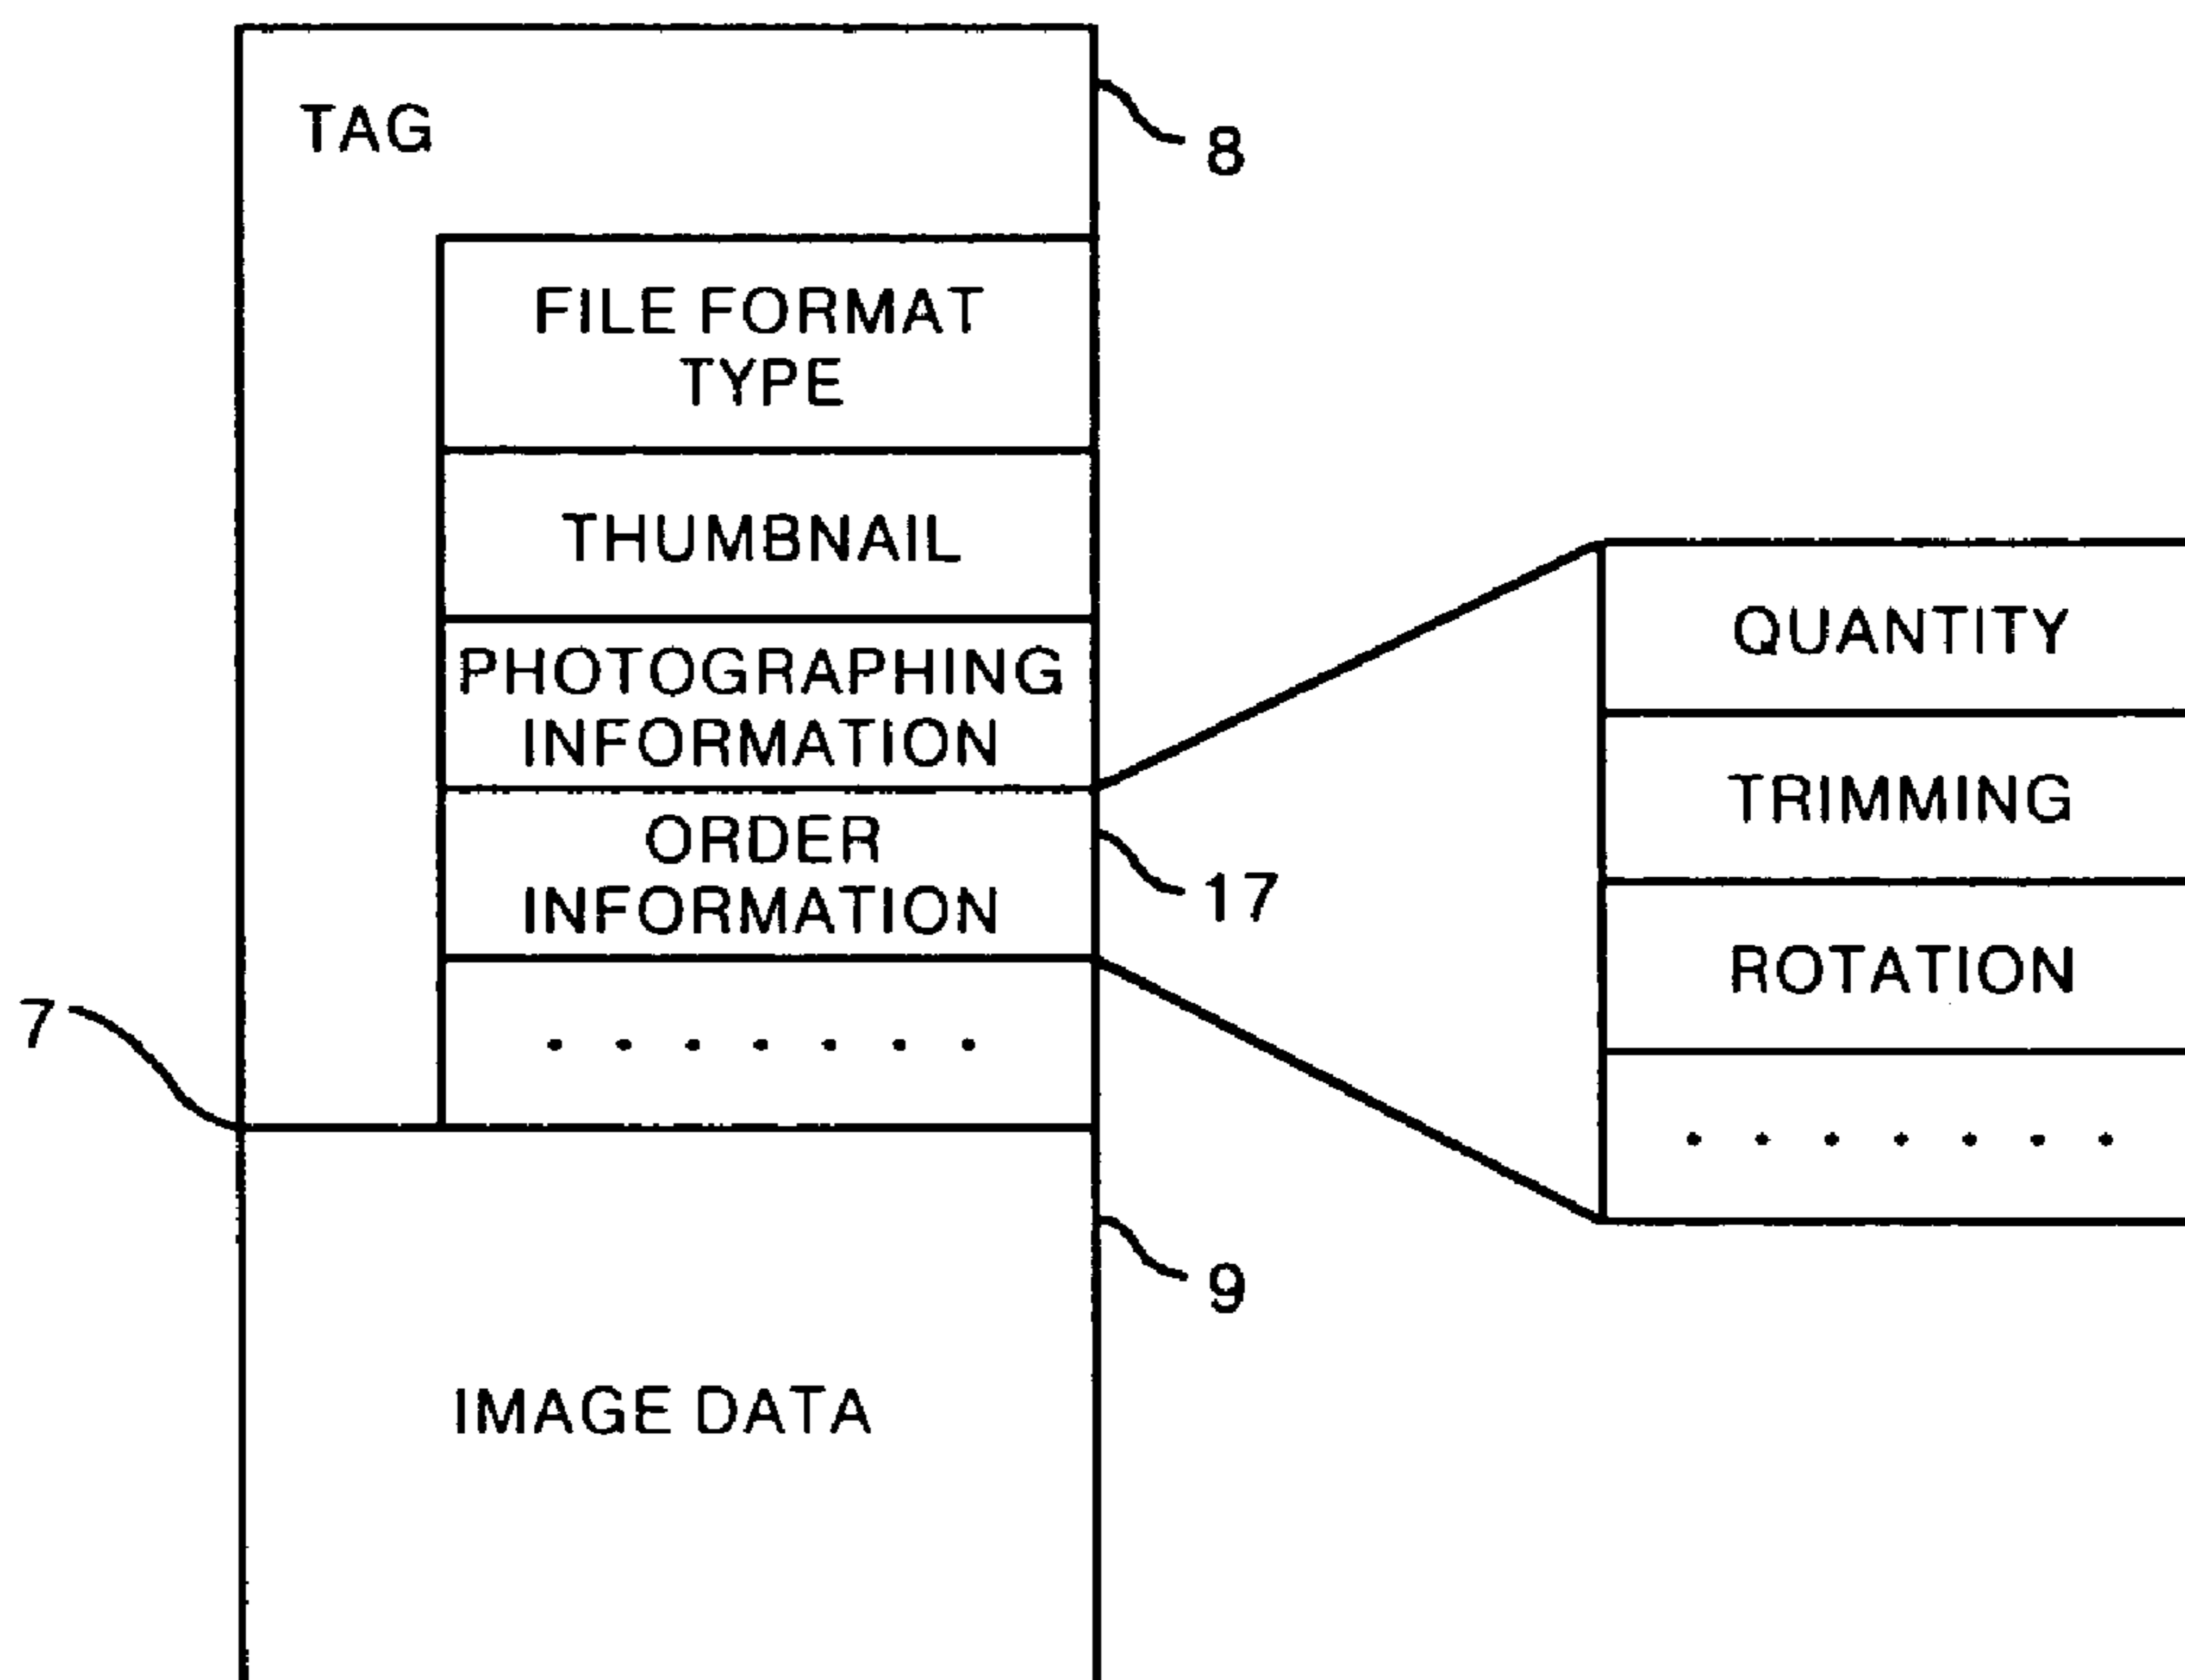 TAG
8
FILE FORMAT
TYPE
THUMBNAIL
PHOTOGRAPHING
INFORMATION
ORDER
INFORMATION
17
. . . . . . .
7
IMAGE DATA
9
QUANTITY
TRIMMING
ROTATION
. . . . . . .